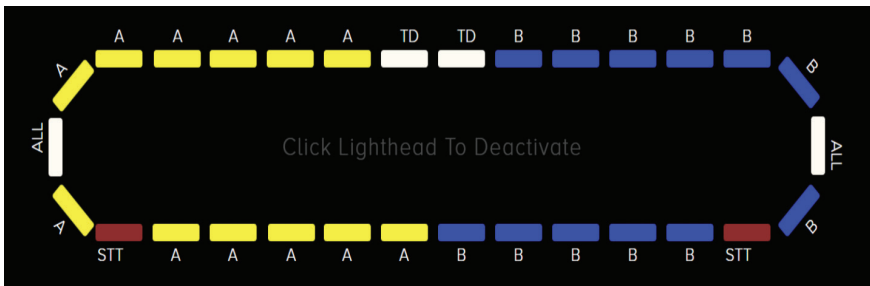 A A A A A TD TD B B B B B
A B
ALL Click Lighthead To Deactivate ALL
A B
STT A A A A A B B B B B STT